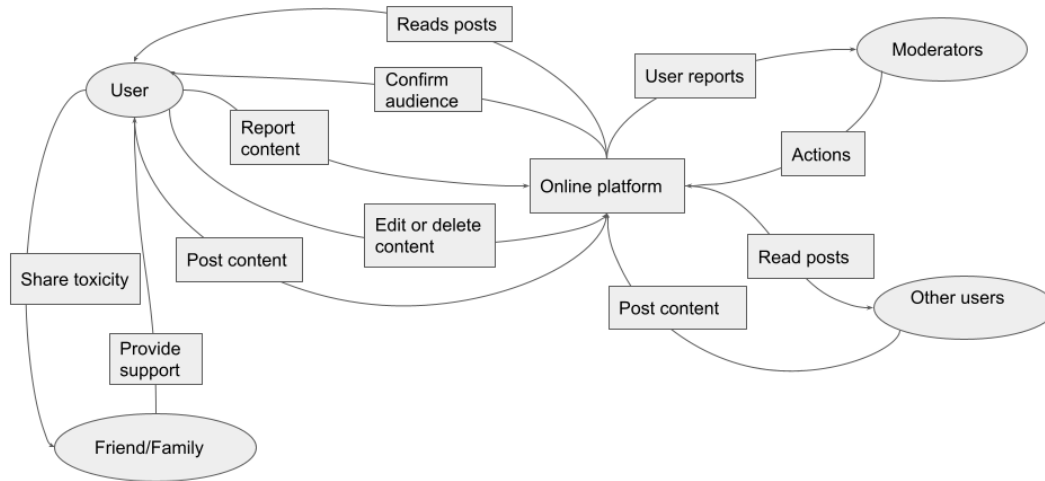 Reads posts
Moderators
User
Confirm
audience
User reports
Report
content
Actions
Online platform
Edit or delete
content
Post content
Read posts
Share toxicity
Other users
Post content
Provide
support
Friend/Family